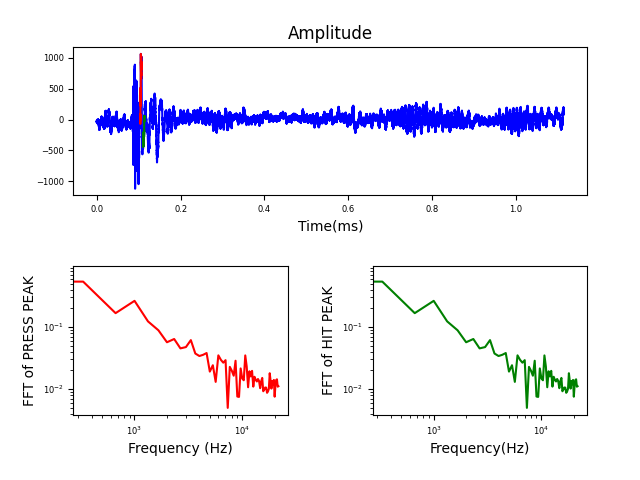 Amplitude
1000
500
0
−500
−1000
0.0 0.2 0.4 0.6 0.8 1.0
Time(ms)
FFT of PRESS PEAK
10⁻¹
10⁻²
10³ 10⁴
Frequency (Hz)
FFT of HIT PEAK
10⁻¹
10⁻²
10³ 10⁴
Frequency(Hz)